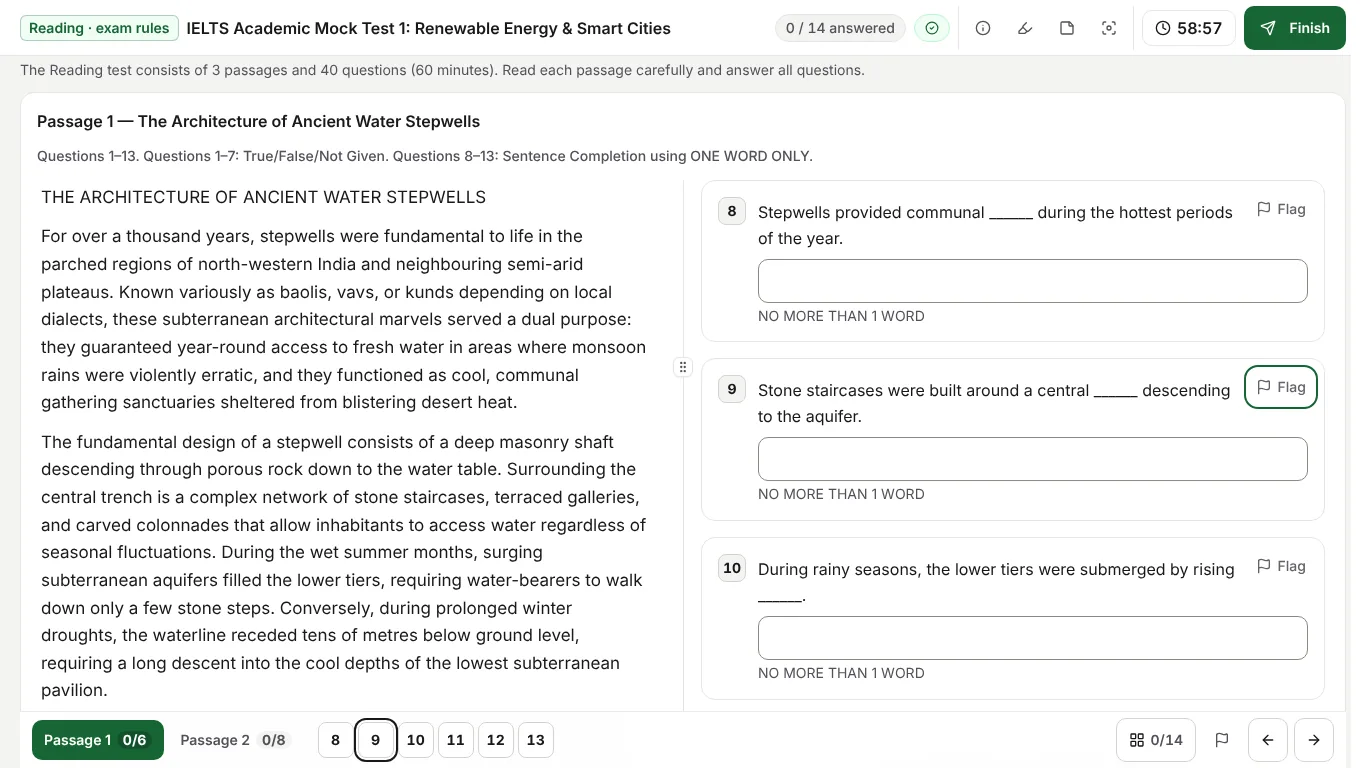 Reading · exam rules
IELTS Academic Mock Test 1: Renewable Energy & Smart Cities
0 / 14 answered
58:57
Finish
The Reading test consists of 3 passages and 40 questions (60 minutes). Read each passage carefully and answer all questions.
Passage 1 — The Architecture of Ancient Water Stepwells
Questions 1–13. Questions 1–7: True/False/Not Given. Questions 8–13: Sentence Completion using ONE WORD ONLY.
THE ARCHITECTURE OF ANCIENT WATER STEPWELLS
For over a thousand years, stepwells were fundamental to life in the
parched regions of north-western India and neighbouring semi-arid
plateaus. Known variously as baolis, vavs, or kunds depending on local
dialects, these subterranean architectural marvels served a dual purpose:
they guaranteed year-round access to fresh water in areas where monsoon
rains were violently erratic, and they functioned as cool, communal
gathering sanctuaries sheltered from blistering desert heat.
The fundamental design of a stepwell consists of a deep masonry shaft
descending through porous rock down to the water table. Surrounding the
central trench is a complex network of stone staircases, terraced galleries,
and carved colonnades that allow inhabitants to access water regardless of
seasonal fluctuations. During the wet summer months, surging
subterranean aquifers filled the lower tiers, requiring water-bearers to walk
down only a few stone steps. Conversely, during prolonged winter
droughts, the waterline receded tens of metres below ground level,
requiring a long descent into the cool depths of the lowest subterranean
pavilion.
8
Stepwells provided communal ______ during the hottest periods
of the year.
Flag
NO MORE THAN 1 WORD
9
Stone staircases were built around a central ______ descending
to the aquifer.
Flag
NO MORE THAN 1 WORD
10
During rainy seasons, the lower tiers were submerged by rising
______.
Flag
NO MORE THAN 1 WORD
Passage 1 0/6
Passage 2 0/8
8 9 10 11 12 13
0/14